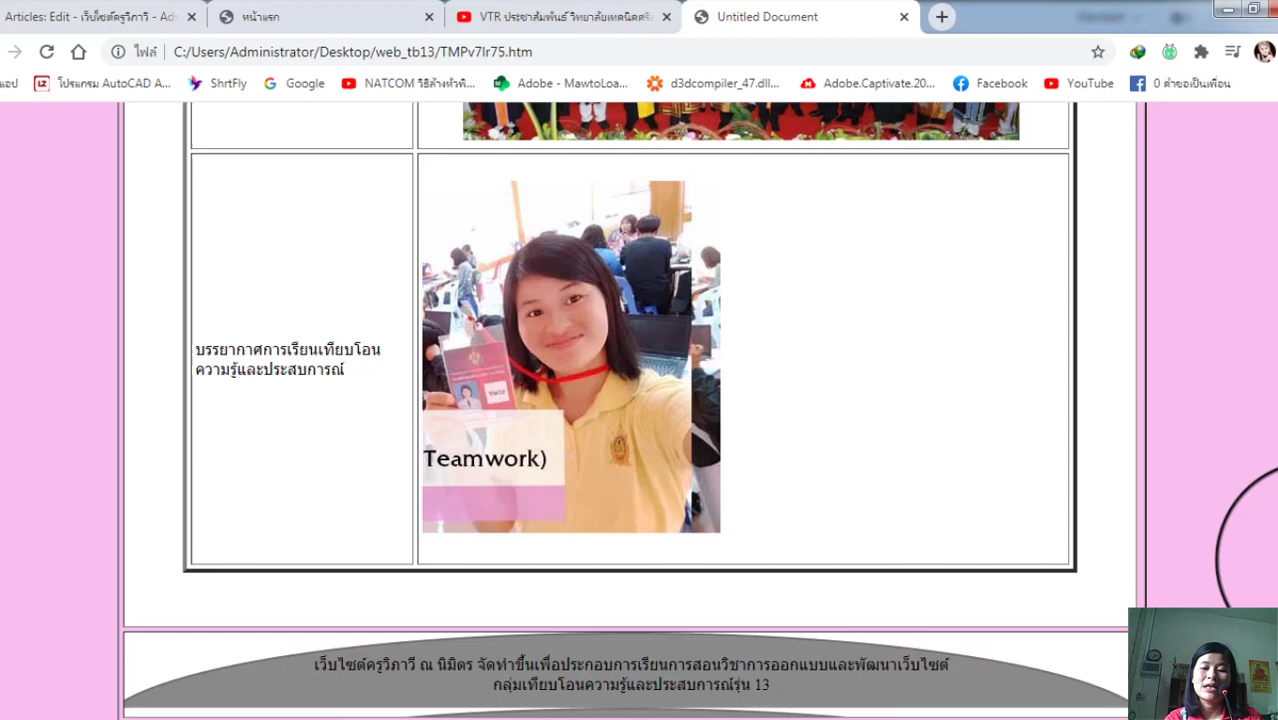 Articles: Edit - เว็บไซต์ครูวิภาวี - Ad
หน้าแรก
VTR ประชาสัมพันธ์ วิทยาลัยเทคนิคสรี
Untitled Document
ไฟล์
C:/Users/Administrator/Desktop/web_tb13/TMPv7lr75.htm
แอป
โปรแกรม AutoCAD A...
ShrtFly
Google
NATCOM วิธีล้างหัวพิ...
Adobe - MawtoLoa...
d3dcompiler_47.dll...
Adobe.Captivate.20...
Facebook
YouTube
0 คำขอเป็นเพื่อน
บรรยากาศการเรียนเทียบโอน
ความรู้และประสบการณ์
Teamwork)
เว็บไซต์ครูวิภาวี ณ นิมิตร จัดทำขึ้นเพื่อประกอบการเรียนการสอนวิชาการออกแบบและพัฒนาเว็บไซต์
กลุ่มเทียบโอนความรู้และประสบการณ์รุ่น 13